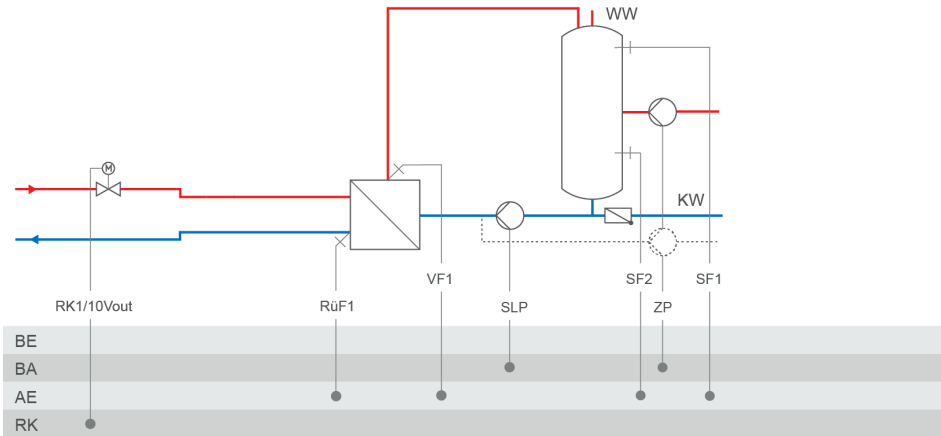 WW
M
KW
VF1
SF2
SF1
RK1/10Vout
RüF1
SLP
ZP
BE
BA
AE
RK